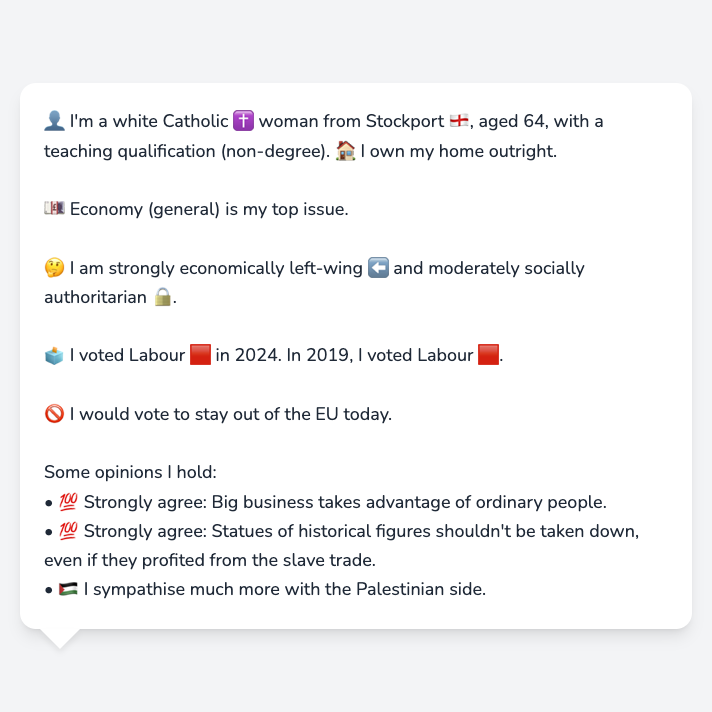 👤 I'm a white Catholic ✝️ woman from Stockport 🏴󠁧󠁢󠁥󠁮󠁧󠁿, aged 64, with a
teaching qualification (non-degree). 🏠 I own my home outright.
💷 Economy (general) is my top issue.
🤔 I am strongly economically left-wing ⬅️ and moderately socially
authoritarian 🔒.
🗳️ I voted Labour 🟥 in 2024. In 2019, I voted Labour 🟥.
🚫 I would vote to stay out of the EU today.
Some opinions I hold:
• 💯 Strongly agree: Big business takes advantage of ordinary people.
• 💯 Strongly agree: Statues of historical figures shouldn't be taken down,
even if they profited from the slave trade.
• 🇵🇸 I sympathise much more with the Palestinian side.